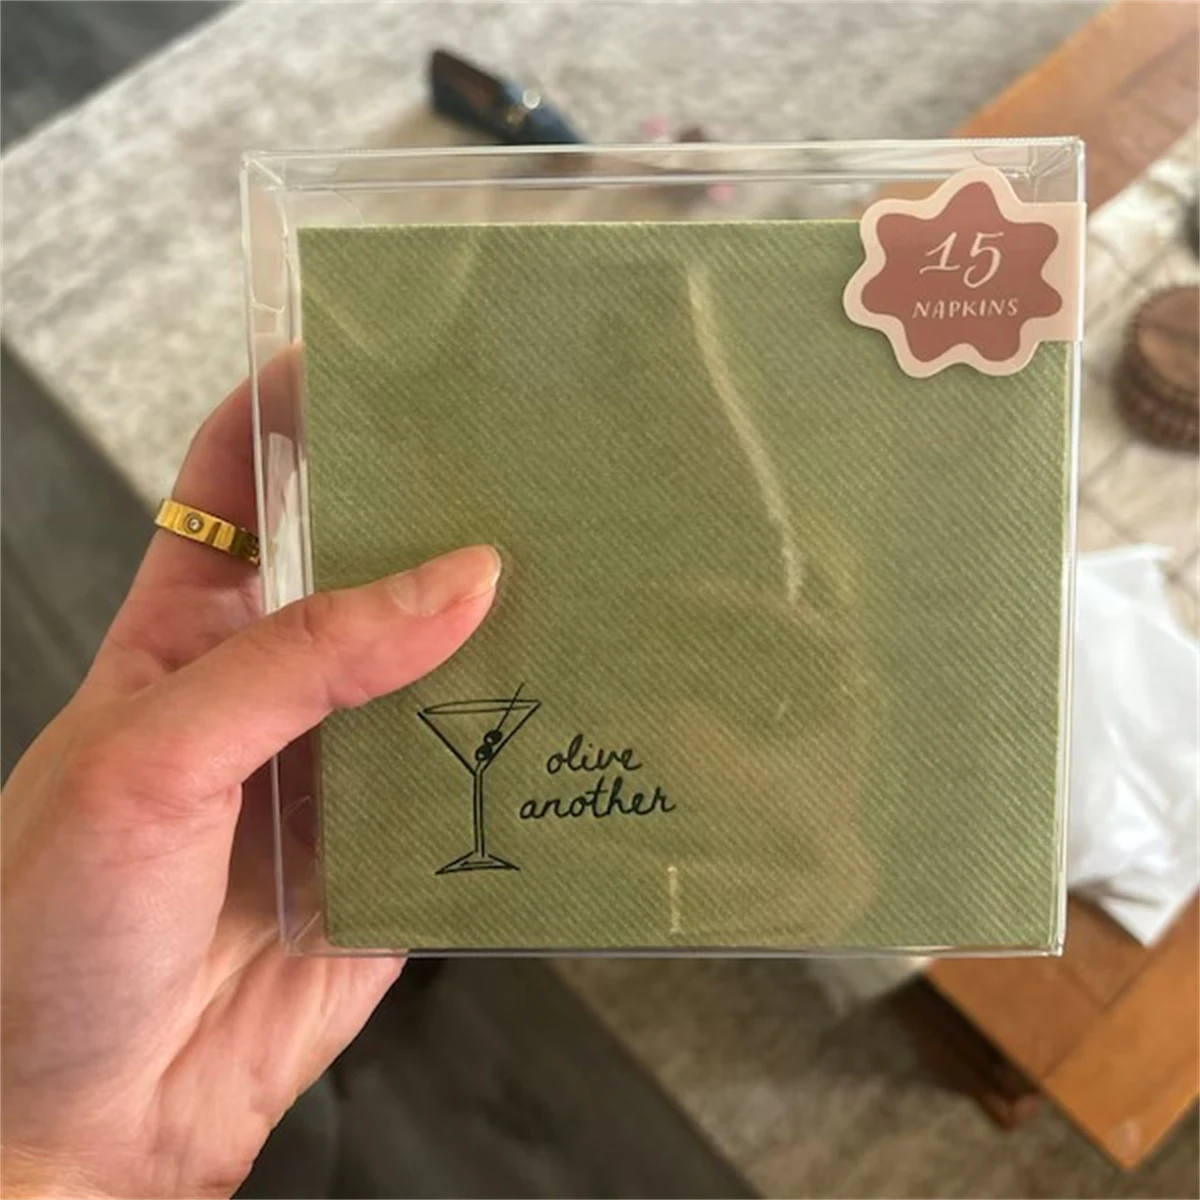 15
NAPKINS
olive
another